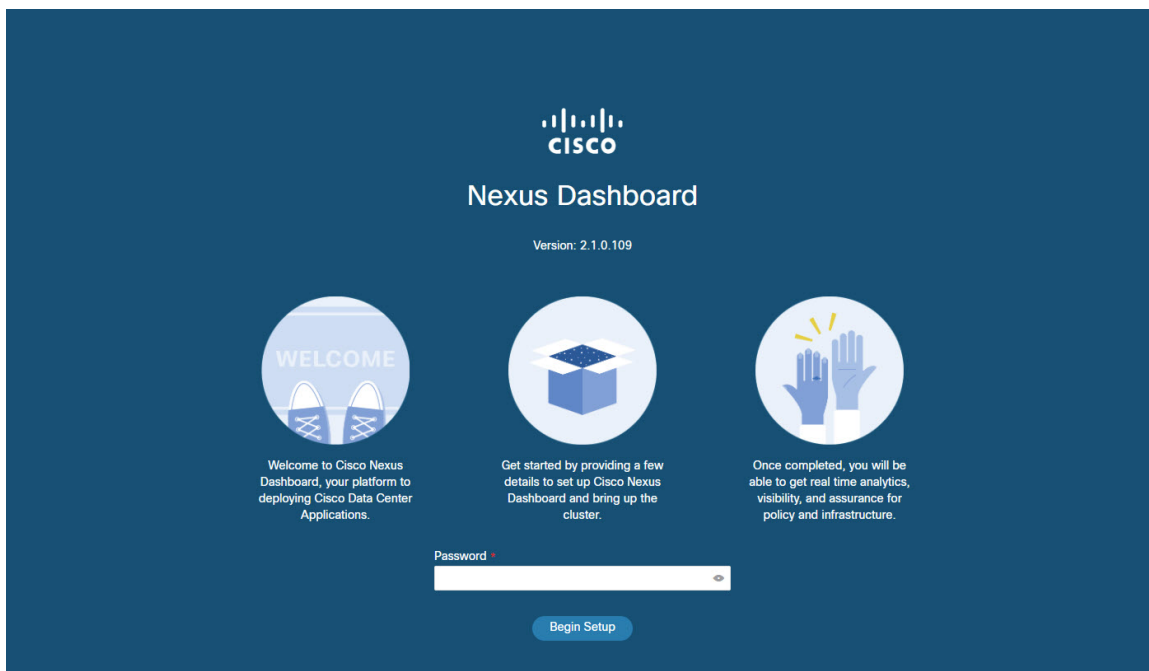 CISCO
Nexus Dashboard
Version: 2.1.0.109
WELCOME
Welcome to Cisco Nexus
Dashboard, your platform to
deploying Cisco Data Center
Applications.
Get started by providing a few
details to set up Cisco Nexus
Dashboard and bring up the
cluster.
Once completed, you will be
able to get real time analytics,
visibility, and assurance for
policy and infrastructure.
Password *
Begin Setup